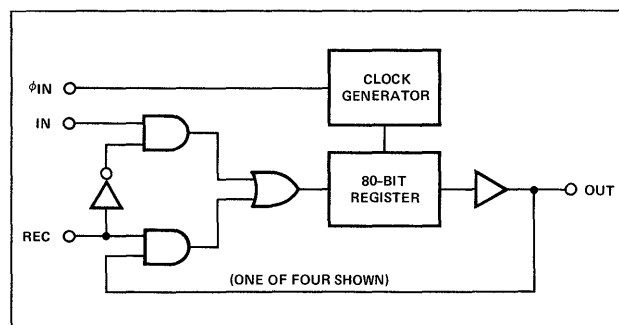 CLOCK
GENERATOR
ϕIN
IN
80-BIT
REGISTER
OUT
REC
(ONE OF FOUR SHOWN)